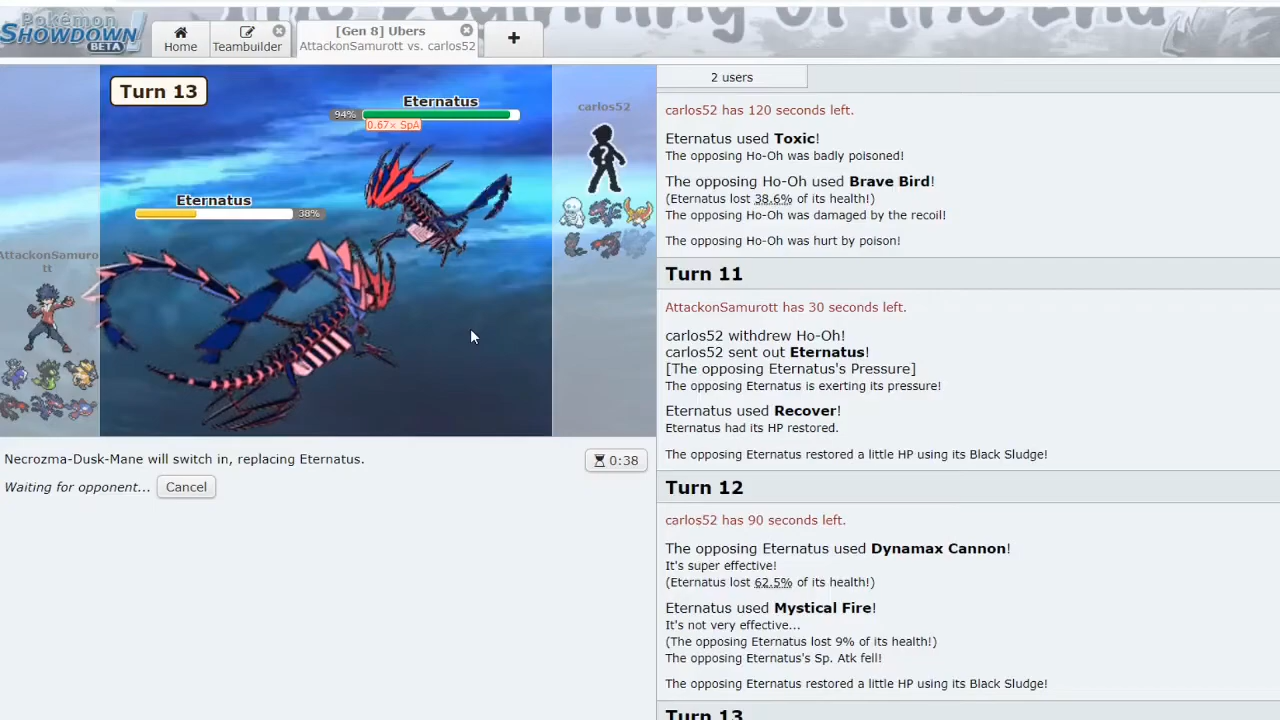 The Beginning of the End
Pokémon
SHOWDOWN
BETA
Home
Teambuilder
[Gen 8] Ubers
AttackonSamurott vs. carlos52
+
Turn 13
Eternatus
94%
0.67× SpA
Eternatus
38%
carlos52
?
AttackonSamuro
tt
Necrozma-Dusk-Mane will switch in, replacing Eternatus.
0:38
Waiting for opponent...
Cancel
2 users
carlos52 has 120 seconds left.
Eternatus used Toxic!
The opposing Ho-Oh was badly poisoned!
The opposing Ho-Oh used Brave Bird!
(Eternatus lost 38.6% of its health!)
The opposing Ho-Oh was damaged by the recoil!
The opposing Ho-Oh was hurt by poison!
Turn 11
AttackonSamurott has 30 seconds left.
carlos52 withdrew Ho-Oh!
carlos52 sent out Eternatus!
[The opposing Eternatus's Pressure]
The opposing Eternatus is exerting its pressure!
Eternatus used Recover!
Eternatus had its HP restored.
The opposing Eternatus restored a little HP using its Black Sludge!
Turn 12
carlos52 has 90 seconds left.
The opposing Eternatus used Dynamax Cannon!
It's super effective!
(Eternatus lost 62.5% of its health!)
Eternatus used Mystical Fire!
It's not very effective...
(The opposing Eternatus lost 9% of its health!)
The opposing Eternatus's Sp. Atk fell!
The opposing Eternatus restored a little HP using its Black Sludge!
Turn 13